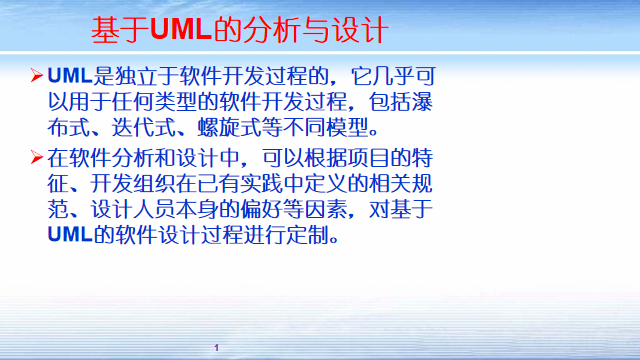 基于UML的分析与设计
UML是独立于软件开发过程的，它几乎可
以用于任何类型的软件开发过程，包括瀑
布式、迭代式、螺旋式等不同模型。
在软件分析和设计中，可以根据项目的特
征、开发组织在已有实践中定义的相关规
范、设计人员本身的偏好等因素，对基于
UML的软件设计过程进行定制。
1